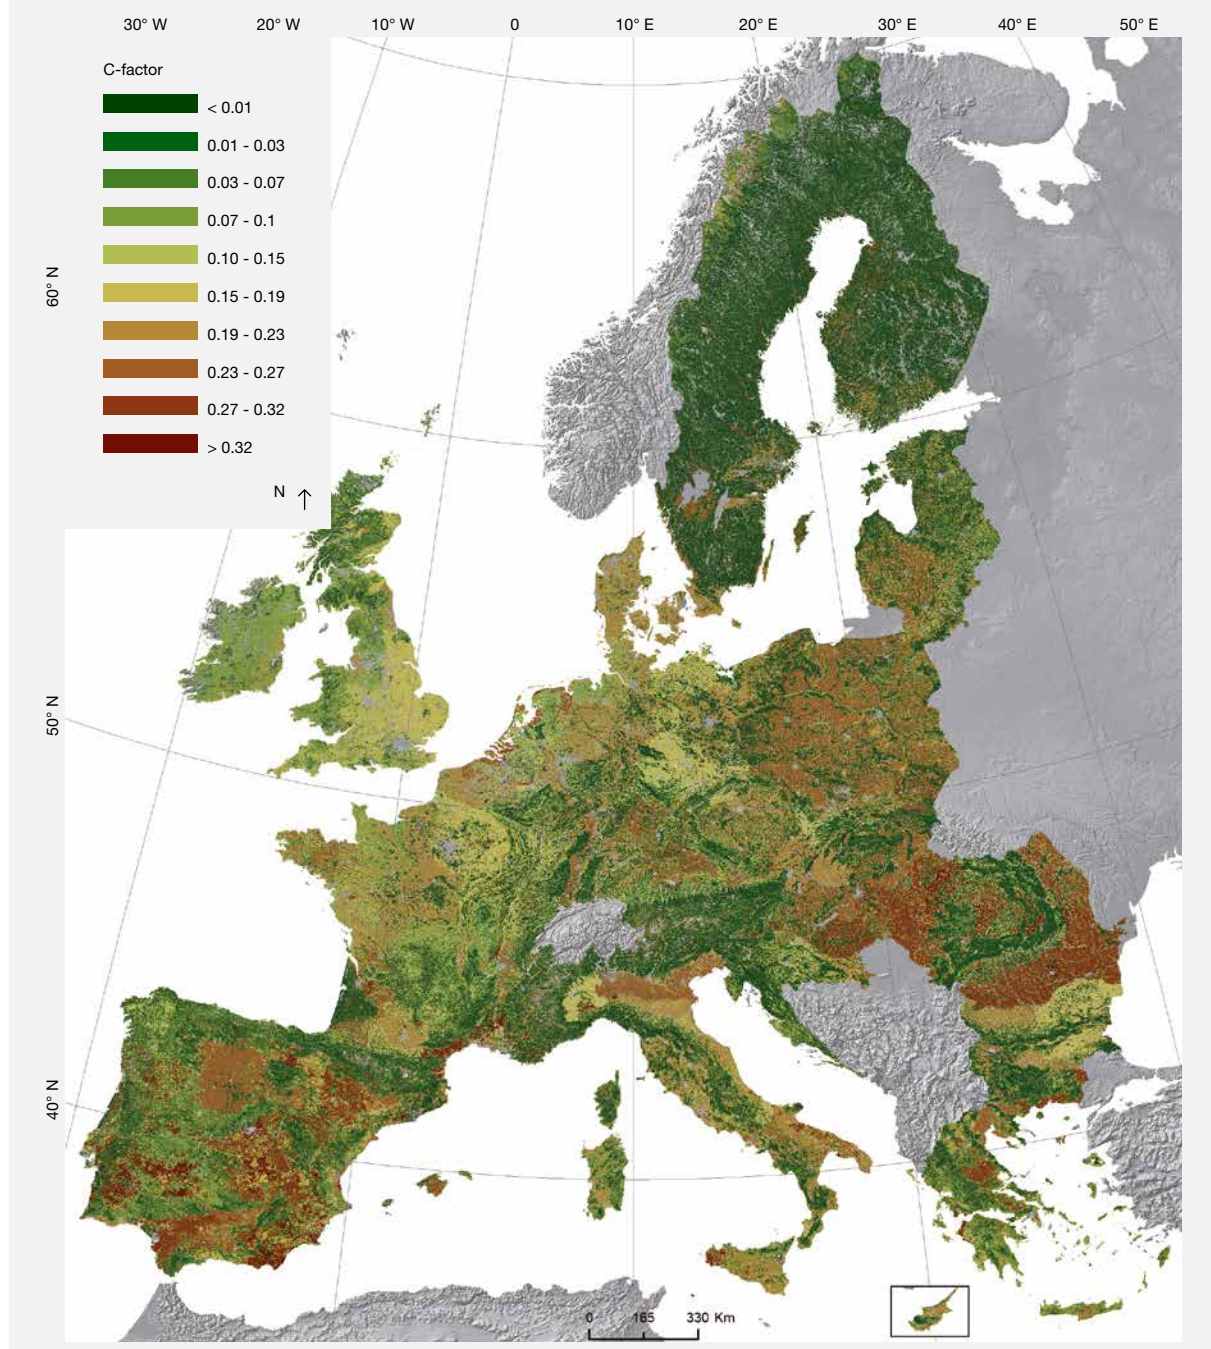 30° W 20° W 10° W 0 10° E 20° E 30° E 40° E 50° E
C-factor
< 0.01
0.01 - 0.03
0.03 - 0.07
0.07 - 0.1
0.10 - 0.15
0.15 - 0.19
0.19 - 0.23
0.23 - 0.27
0.27 - 0.32
> 0.32
N
60° N
50° N
40° N
0 165 330 Km